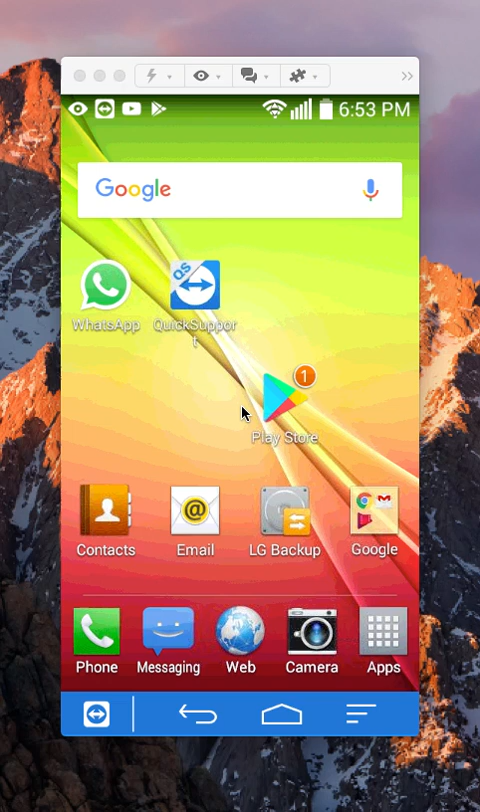 6:53 PM
Google
WhatsApp
QS
QuickSuppor
t
1
Play Store
@
Contacts
Email
LG Backup
Google
Phone
Messaging
Web
Camera
Apps